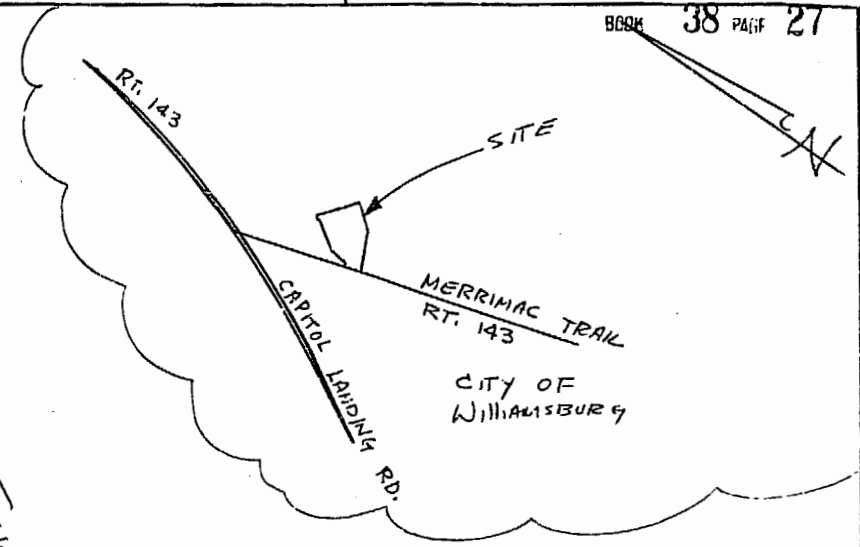 BOOK 38 PAGE 27
RT. 143
SITE
N
MERRIMAC TRAIL
RT. 143
CAPITOL LANDING RD.
CITY OF
WILLIAMSBURG